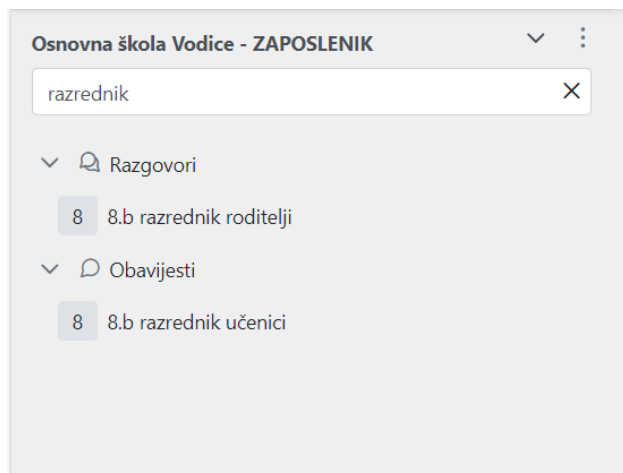 Osnovna škola Vodice - ZAPOSLENIK
razrednik
Razgovori
8 8.b razrednik roditelji
Obavijesti
8 8.b razrednik učenici